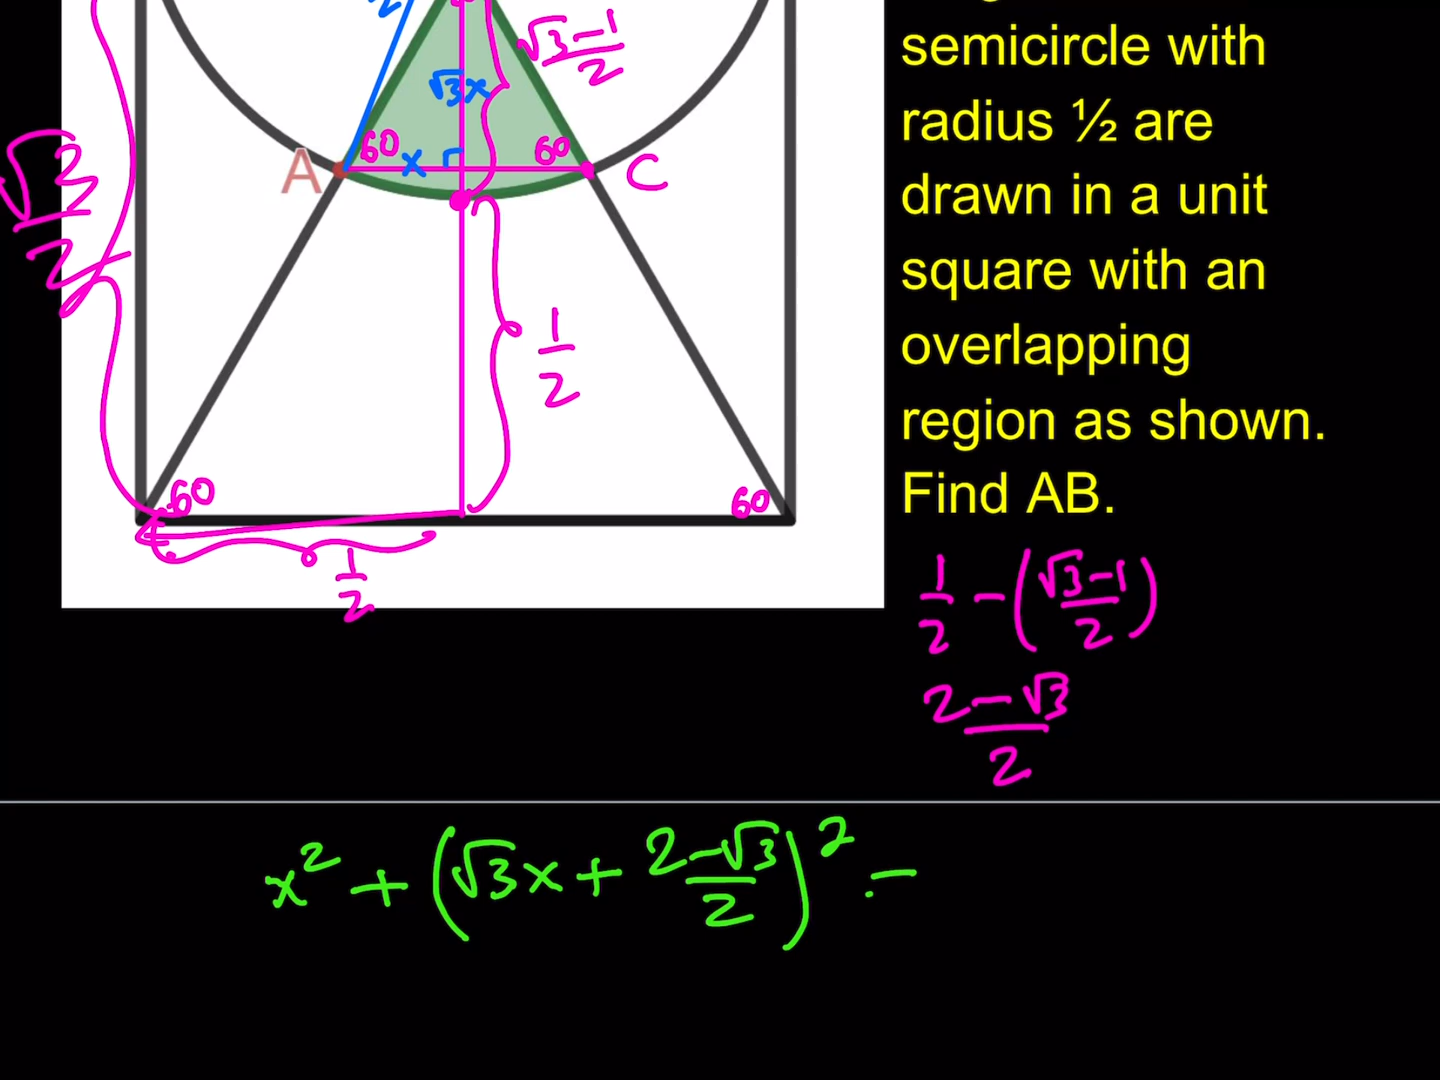 semicircle with
radius ½ are
drawn in a unit
square with an
overlapping
region as shown.
Find AB.
2
√3-1/2
√3x
60
x
60
A
C
√3/2
1/2
60
60
1/2
1/2 - (√3-1/2)
2-√3/2
x² + (√3x + 2-√3/2)² =